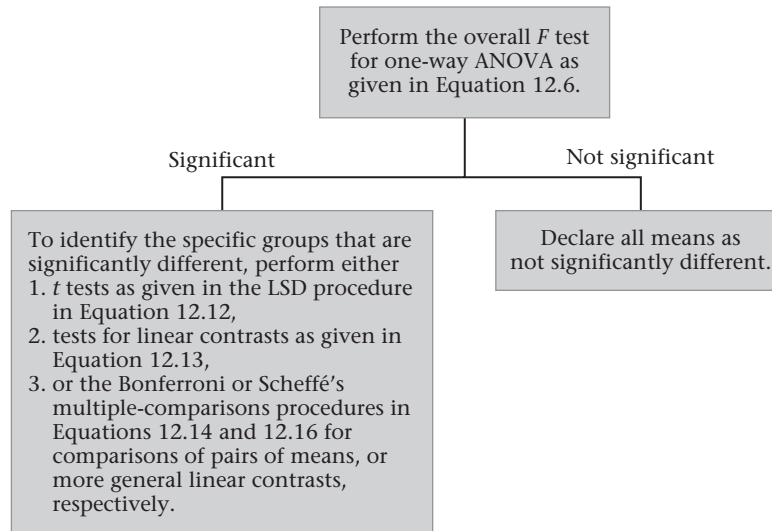 Perform the overall F test
for one-way ANOVA as
given in Equation 12.6.
Significant
Not significant
To identify the specific groups that are
significantly different, perform either
1. t tests as given in the LSD procedure
in Equation 12.12,
2. tests for linear contrasts as given in
Equation 12.13,
3. or the Bonferroni or Scheffé’s
multiple-comparisons procedures in
Equations 12.14 and 12.16 for
comparisons of pairs of means, or
more general linear contrasts,
respectively.
Declare all means as
not significantly different.